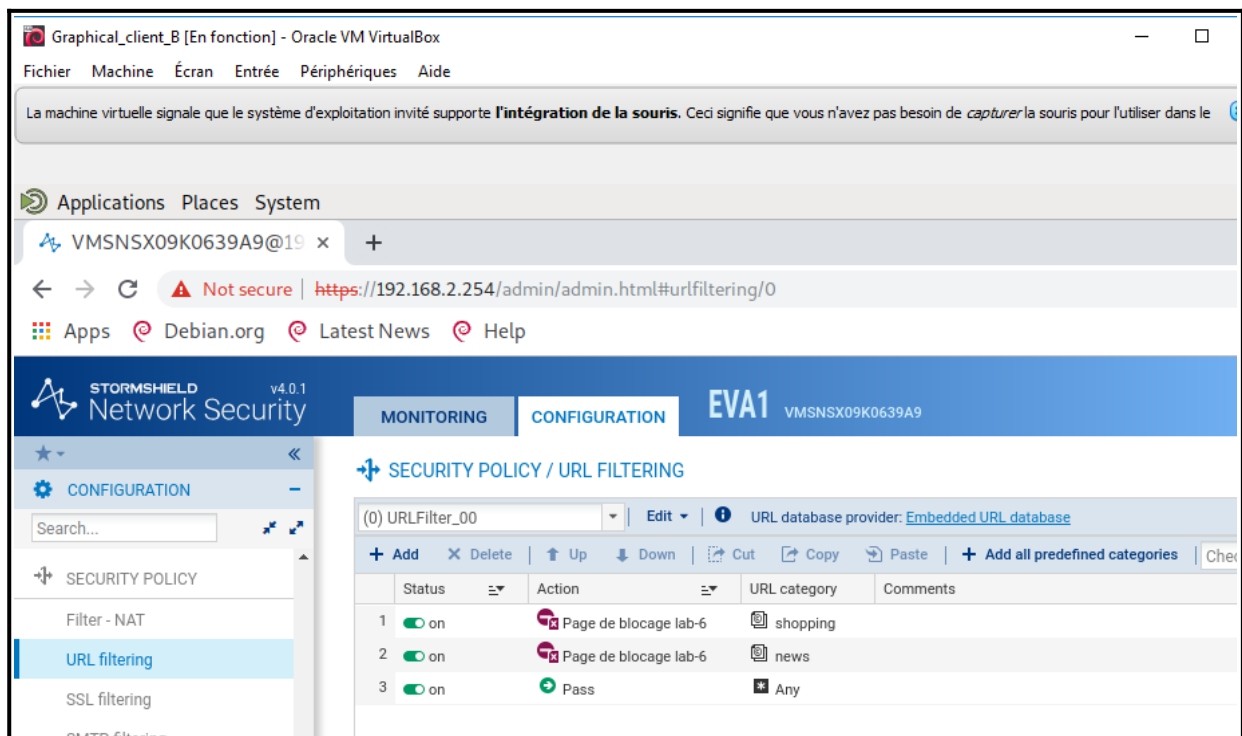 Graphical_client_B [En fonction] - Oracle VM VirtualBox
Fichier Machine Écran Entrée Périphériques Aide
La machine virtuelle signale que le système d'exploitation invité supporte l'intégration de la souris. Ceci signifie que vous n'avez pas besoin de capturer la souris pour l'utiliser dans le
Applications Places System
VMSNSX09K0639A9@19
Not secure | https://192.168.2.254/admin/admin.html#urlfiltering/0
Apps Debian.org Latest News Help
STORMSHIELD v4.0.1
Network Security
MONITORING CONFIGURATION EVA1 VMSNSX09K0639A9
CONFIGURATION
Search...
SECURITY POLICY
Filter - NAT
URL filtering
SSL filtering
SMTP filtering
SECURITY POLICY / URL FILTERING
(0) URLFilter_00 Edit URL database provider: Embedded URL database
Add Delete | Up Down | Cut Copy Paste | Add all predefined categories
Status Action URL category Comments
1 on Page de blocage lab-6 shopping
2 on Page de blocage lab-6 news
3 on Pass Any